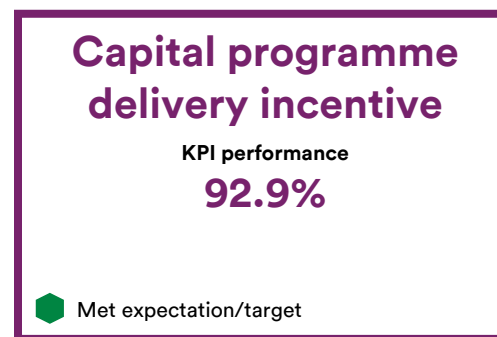 Capital programme
delivery incentive
KPI performance
92.9%
Met expectation/target